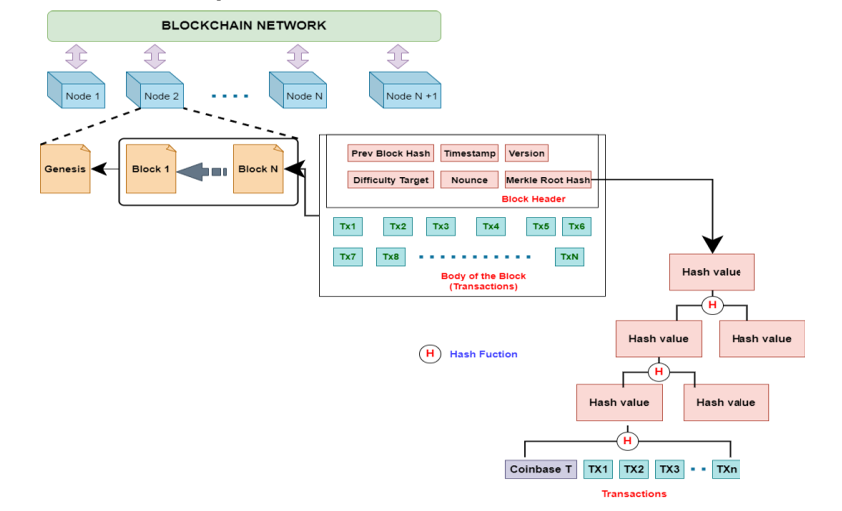 BLOCKCHAIN NETWORK
Node 1
Node 2
Node N
Node N +1
Genesis
Block 1
Block N
Prev Block Hash
Timestamp
Version
Difficulty Target
Nounce
Merkle Root Hash
Block Header
Tx1
Tx2
Tx3
Tx4
Tx5
Tx6
Tx7
Tx8
TxN
Body of the Block
(Transactions)
Hash value
H
Hash value
Hash value
H
Hash Fuction
H
Hash value
Hash value
H
Coinbase T
TX1
TX2
TX3
TXn
Transactions